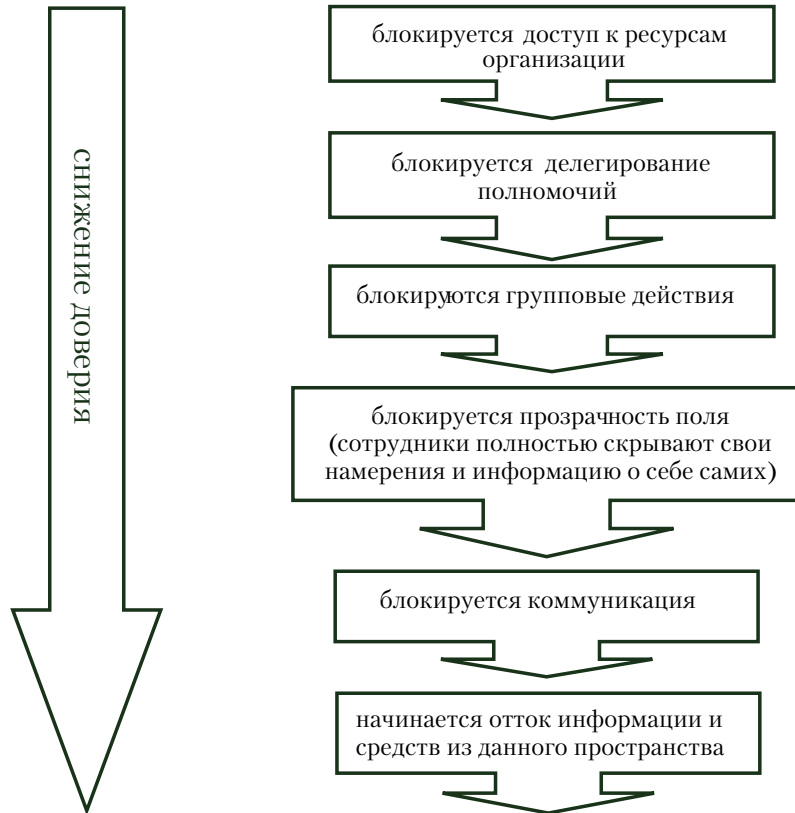 снижение доверия
блокируется доступ к ресурсам
организации
блокируется делегирование
полномочий
блокируются групповые действия
блокируется прозрачность поля
(сотрудники полностью скрывают свои
намерения и информацию о себе самих)
блокируется коммуникация
начинается отток информации и
средств из данного пространства